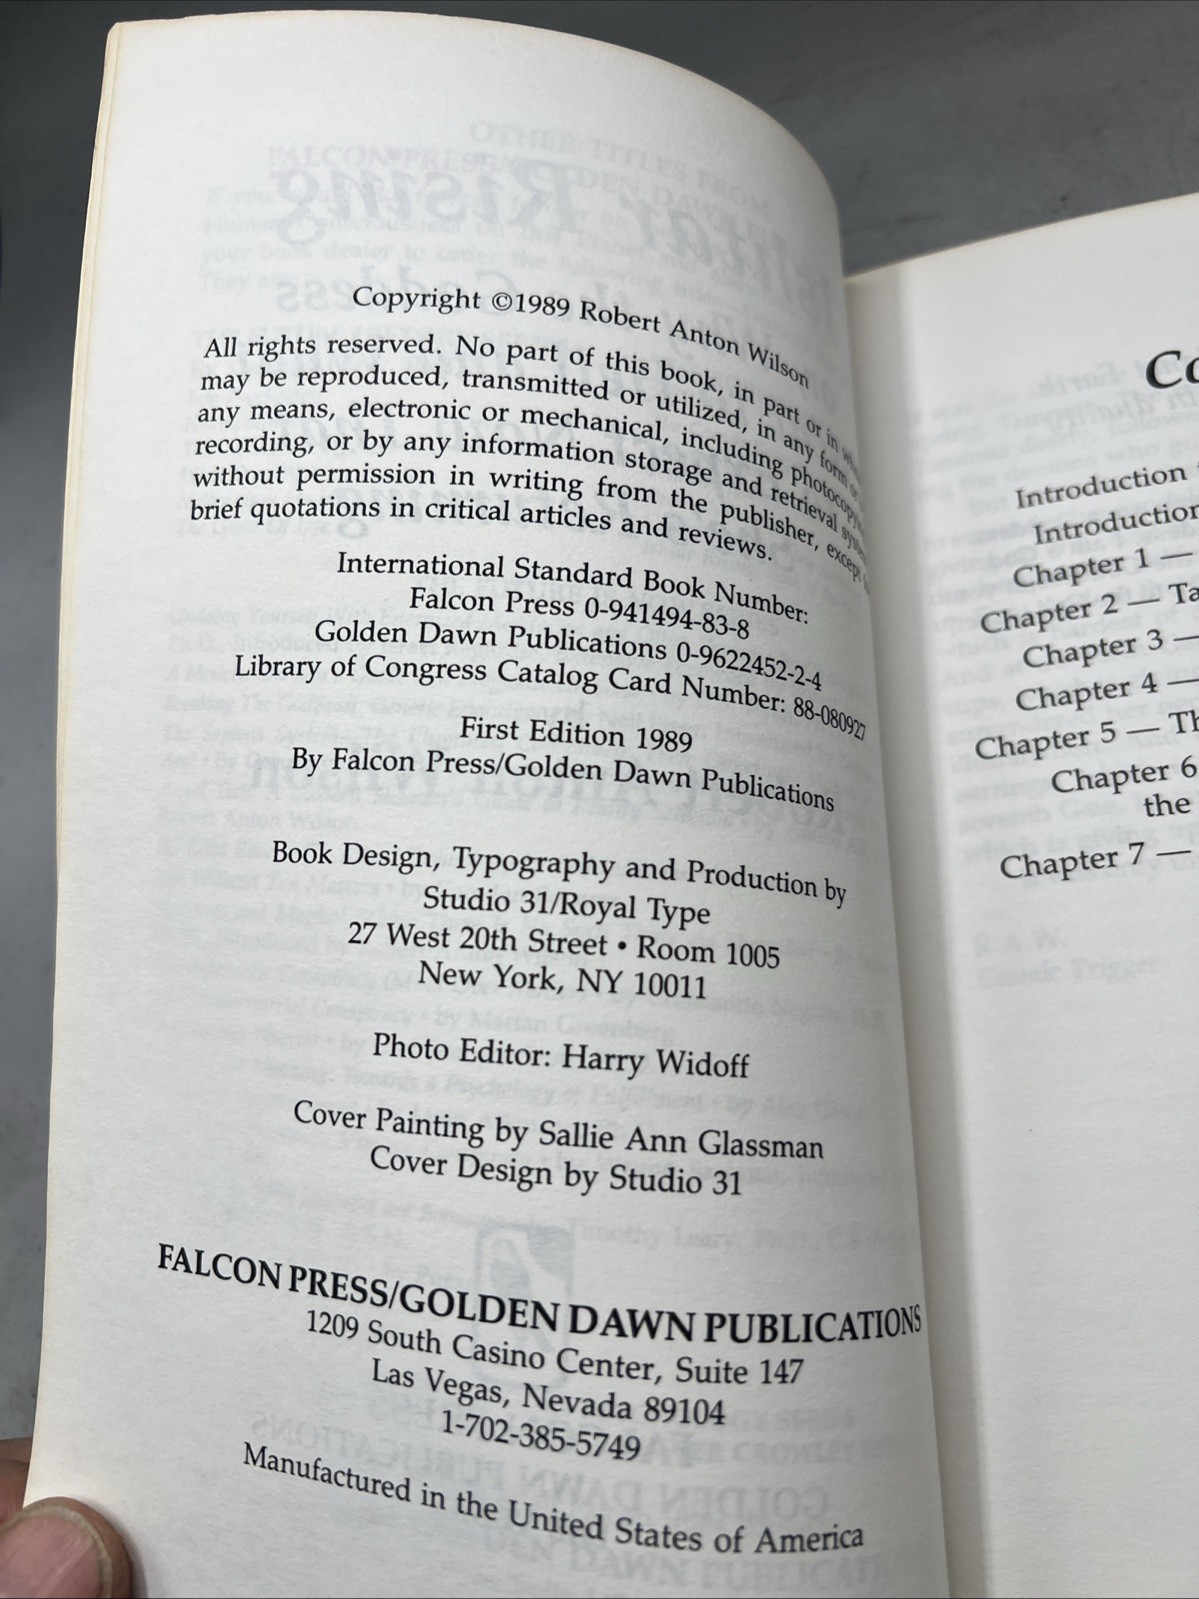 Copyright ©1989 Robert Anton Wilson
All rights reserved. No part of this book, in part or in
may be reproduced, transmitted or utilized, in any form or
any means, electronic or mechanical, including
recording, or by any information storage and retrieval
without permission in writing from the publisher, except
brief quotations in critical articles and reviews.
International Standard Book Number:
Falcon Press 0-941494-83-8
Golden Dawn Publications 0-9622452-2-4
Library of Congress Catalog Card Number: 88-080927
First Edition 1989
By Falcon Press/Golden Dawn Publications
Book Design, Typography and Production by
Studio 31/Royal Type
27 West 20th Street • Room 1005
New York, NY 10011
Photo Editor: Harry Widoff
Cover Painting by Sallie Ann Glassman
Cover Design by Studio 31
FALCON PRESS/GOLDEN DAWN PUBLICATIONS
1209 South Casino Center, Suite 147
Las Vegas, Nevada 89104
1-702-385-5749
Manufactured in the United States of America
Co
Introduction
Introduction
Chapter 1 —
Chapter 2 — Ta
Chapter 3 —
Chapter 4 —
Chapter 5 — Th
Chapter 6
the
Chapter 7 —